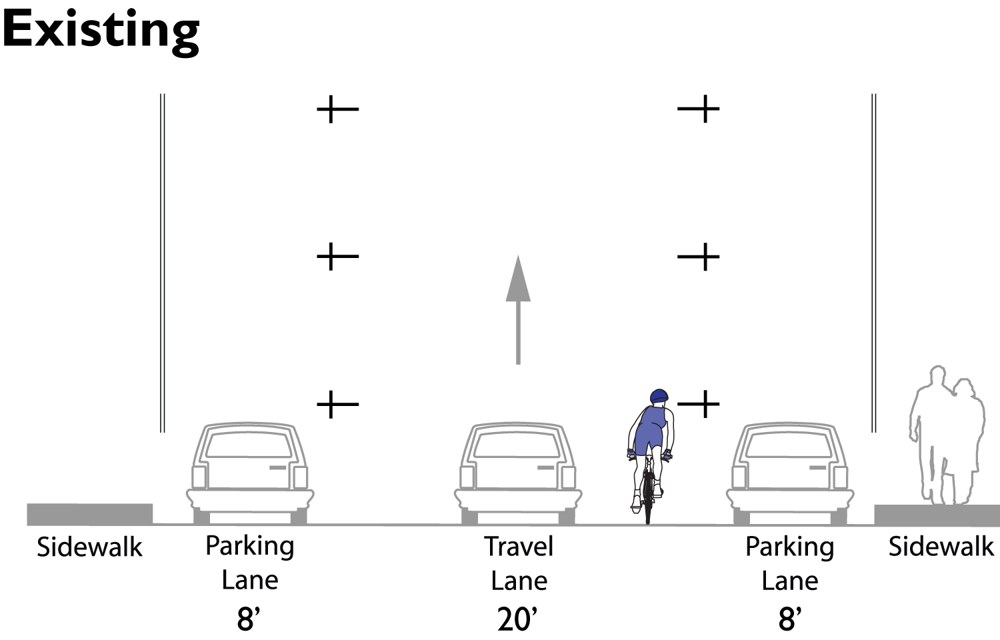 Existing
Sidewalk
Parking
Lane
8’
Travel
Lane
20’
Parking
Lane
8’
Sidewalk